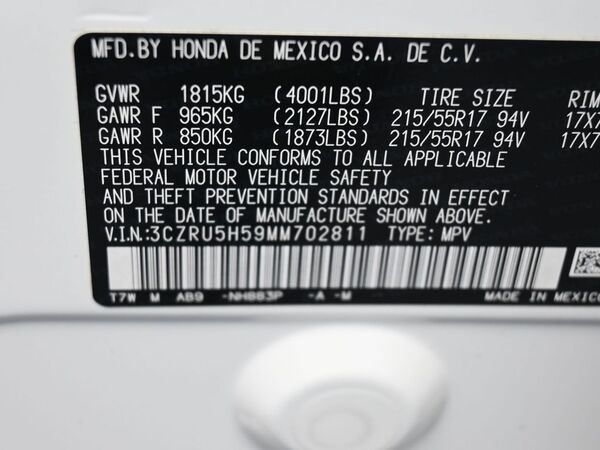 MFD.BY HONDA DE MEXICO S.A. DE C.V.
GVWR 1815KG (4001LBS) TIRE SIZE RIM
GAWR F 965KG (2127LBS) 215/55R17 94V 17X7
GAWR R 850KG (1873LBS) 215/55R17 94V 17X7
THIS VEHICLE CONFORMS TO ALL APPLICABLE
FEDERAL MOTOR VEHICLE SAFETY
AND THEFT PREVENTION STANDARDS IN EFFECT
ON THE DATE OF MANUFACTURE SHOWN ABOVE.
V.I.N.:3CZRU5H59MM702811 TYPE: MPV
T7W M AB9 -NH883P -A -M MADE IN MEXICO